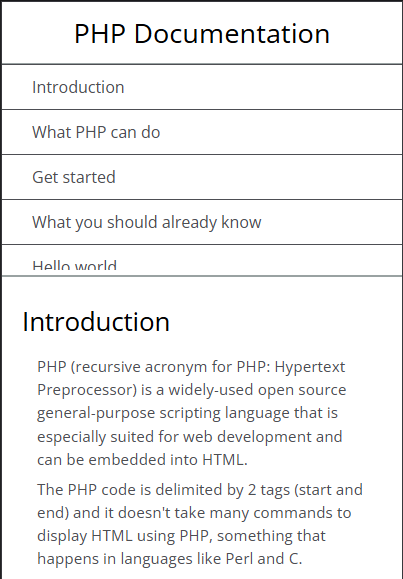 PHP Documentation
Introduction
What PHP can do
Get started
What you should already know
Hello world
Introduction
PHP (recursive acronym for PHP: Hypertext
Preprocessor) is a widely-used open source
general-purpose scripting language that is
especially suited for web development and
can be embedded into HTML.
The PHP code is delimited by 2 tags (start and
end) and it doesn't take many commands to
display HTML using PHP, something that
happens in languages like Perl and C.